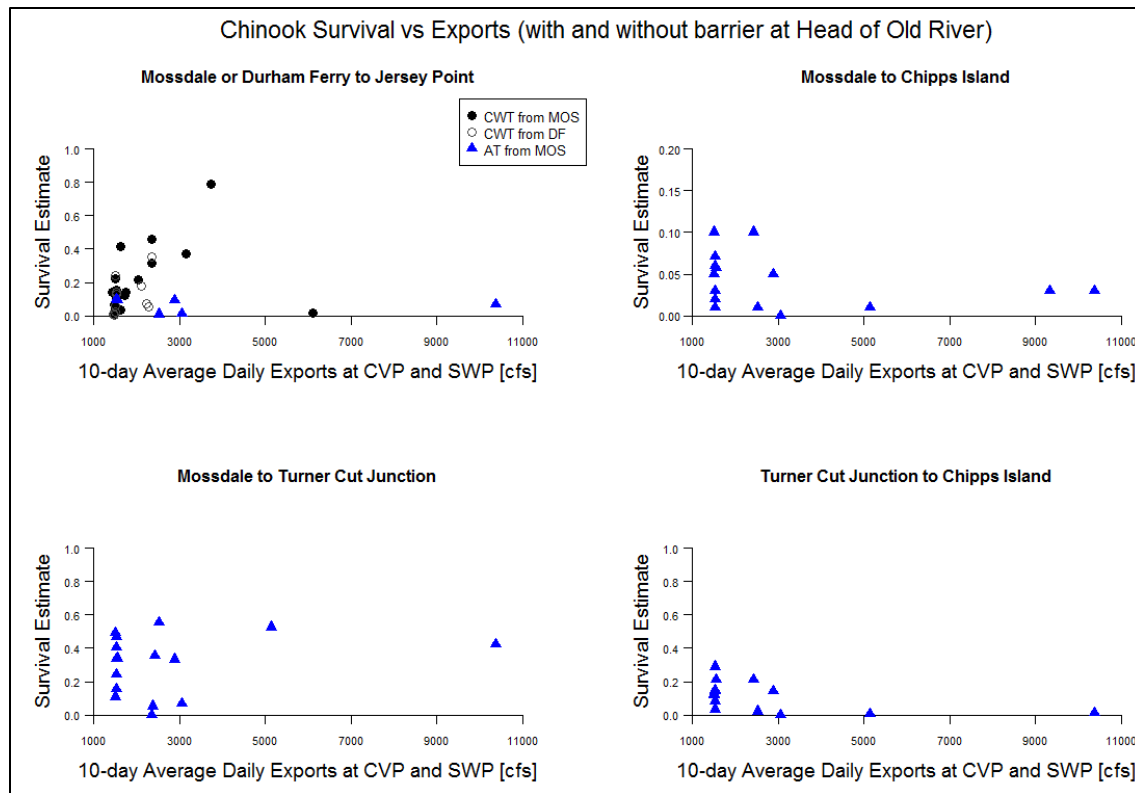 Chinook Survival vs Exports (with and without barrier at Head of Old River)
Mossdale or Durham Ferry to Jersey Point
CWT from MOS
CWT from DF
AT from MOS
Survival Estimate
1.0
0.8
0.6
0.4
0.2
0.0
1000 3000 5000 7000 9000 11000
10-day Average Daily Exports at CVP and SWP [cfs]
Mossdale to Chipps Island
Survival Estimate
0.20
0.15
0.10
0.05
0.00
1000 3000 5000 7000 9000 11000
10-day Average Daily Exports at CVP and SWP [cfs]
Mossdale to Turner Cut Junction
Survival Estimate
1.0
0.8
0.6
0.4
0.2
0.0
1000 3000 5000 7000 9000 11000
10-day Average Daily Exports at CVP and SWP [cfs]
Turner Cut Junction to Chipps Island
Survival Estimate
1.0
0.8
0.6
0.4
0.2
0.0
1000 3000 5000 7000 9000 11000
10-day Average Daily Exports at CVP and SWP [cfs]